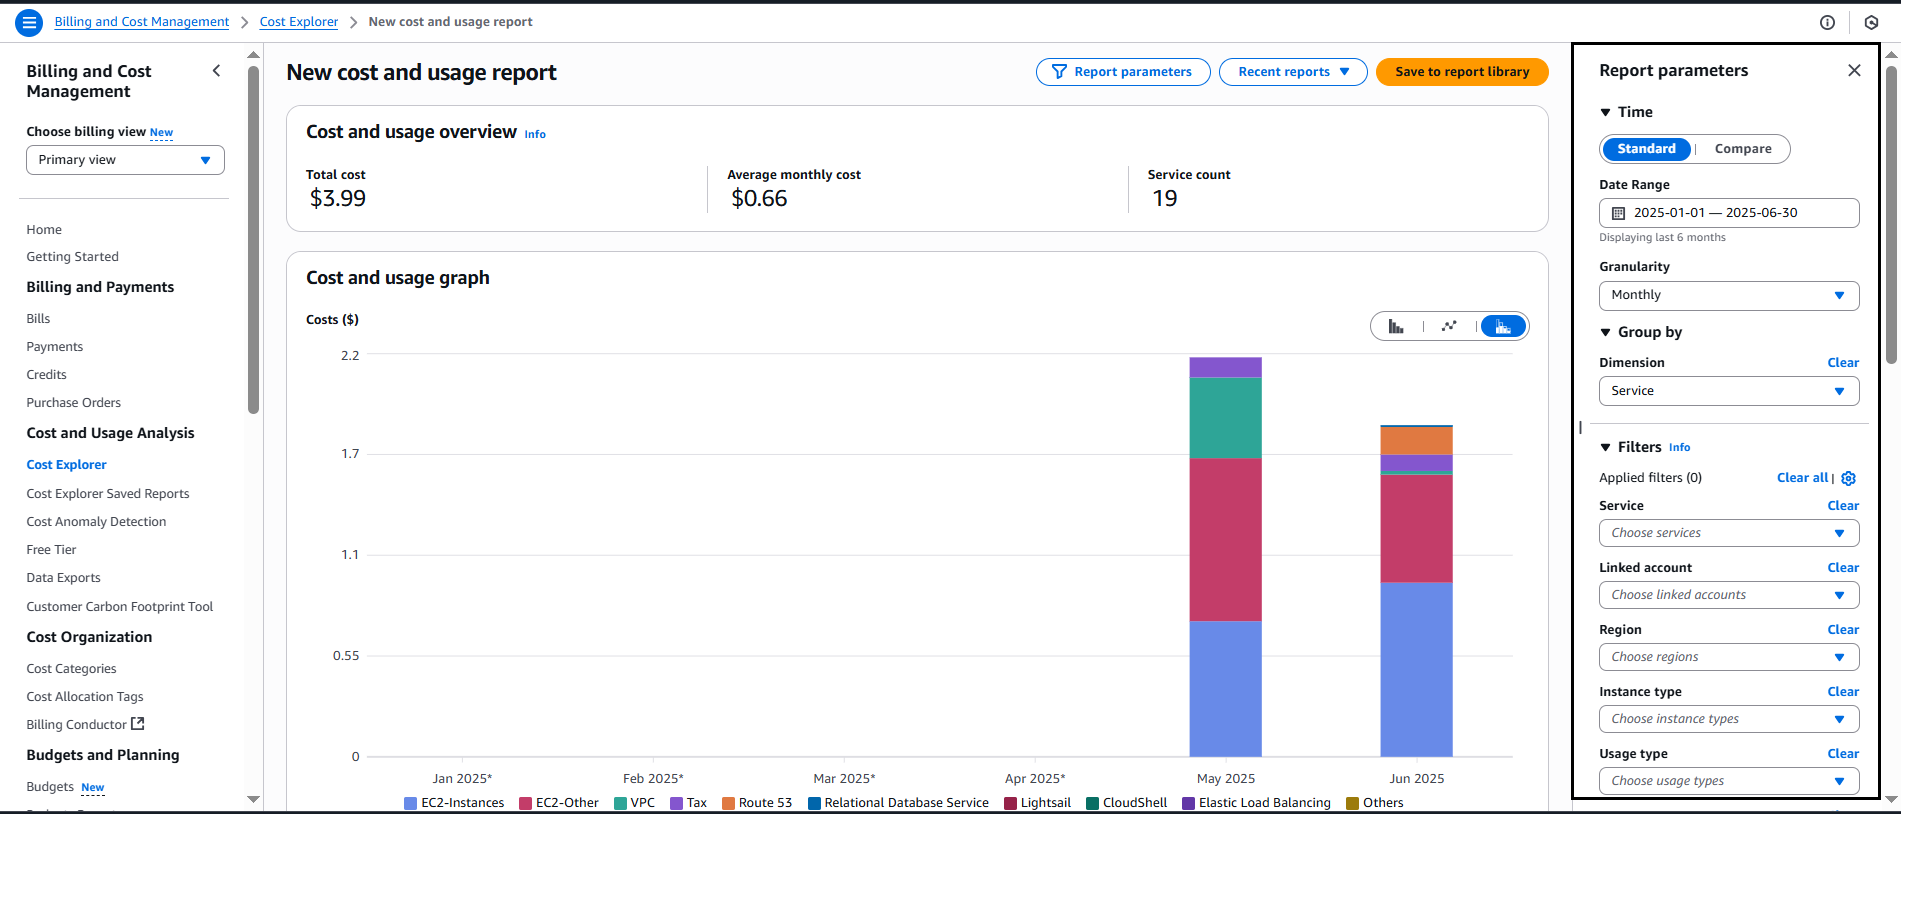 Billing and Cost Management > Cost Explorer > New cost and usage report
Billing and Cost
Management
Choose billing view New
Primary view
Home
Getting Started
Billing and Payments
Bills
Payments
Credits
Purchase Orders
Cost and Usage Analysis
Cost Explorer
Cost Explorer Saved Reports
Cost Anomaly Detection
Free Tier
Data Exports
Customer Carbon Footprint Tool
Cost Organization
Cost Categories
Cost Allocation Tags
Billing Conductor
Budgets and Planning
Budgets New
New cost and usage report
Report parameters
Recent reports
Save to report library
Cost and usage overview Info
Total cost
$3.99
Average monthly cost
$0.66
Service count
19
Cost and usage graph
Costs ($)
2.2
1.7
1.1
0.55
0
Jan 2025* Feb 2025* Mar 2025* Apr 2025* May 2025 Jun 2025
EC2-Instances EC2-Other VPC Tax Route 53 Relational Database Service Lightsail CloudShell Elastic Load Balancing Others
Report parameters
Time
Standard | Compare
Date Range
2025-01-01 — 2025-06-30
Displaying last 6 months
Granularity
Monthly
Group by
Dimension Clear
Service
Filters Info
Applied filters (0) Clear all |
Service Clear
Choose services
Linked account Clear
Choose linked accounts
Region Clear
Choose regions
Instance type Clear
Choose instance types
Usage type Clear
Choose usage types